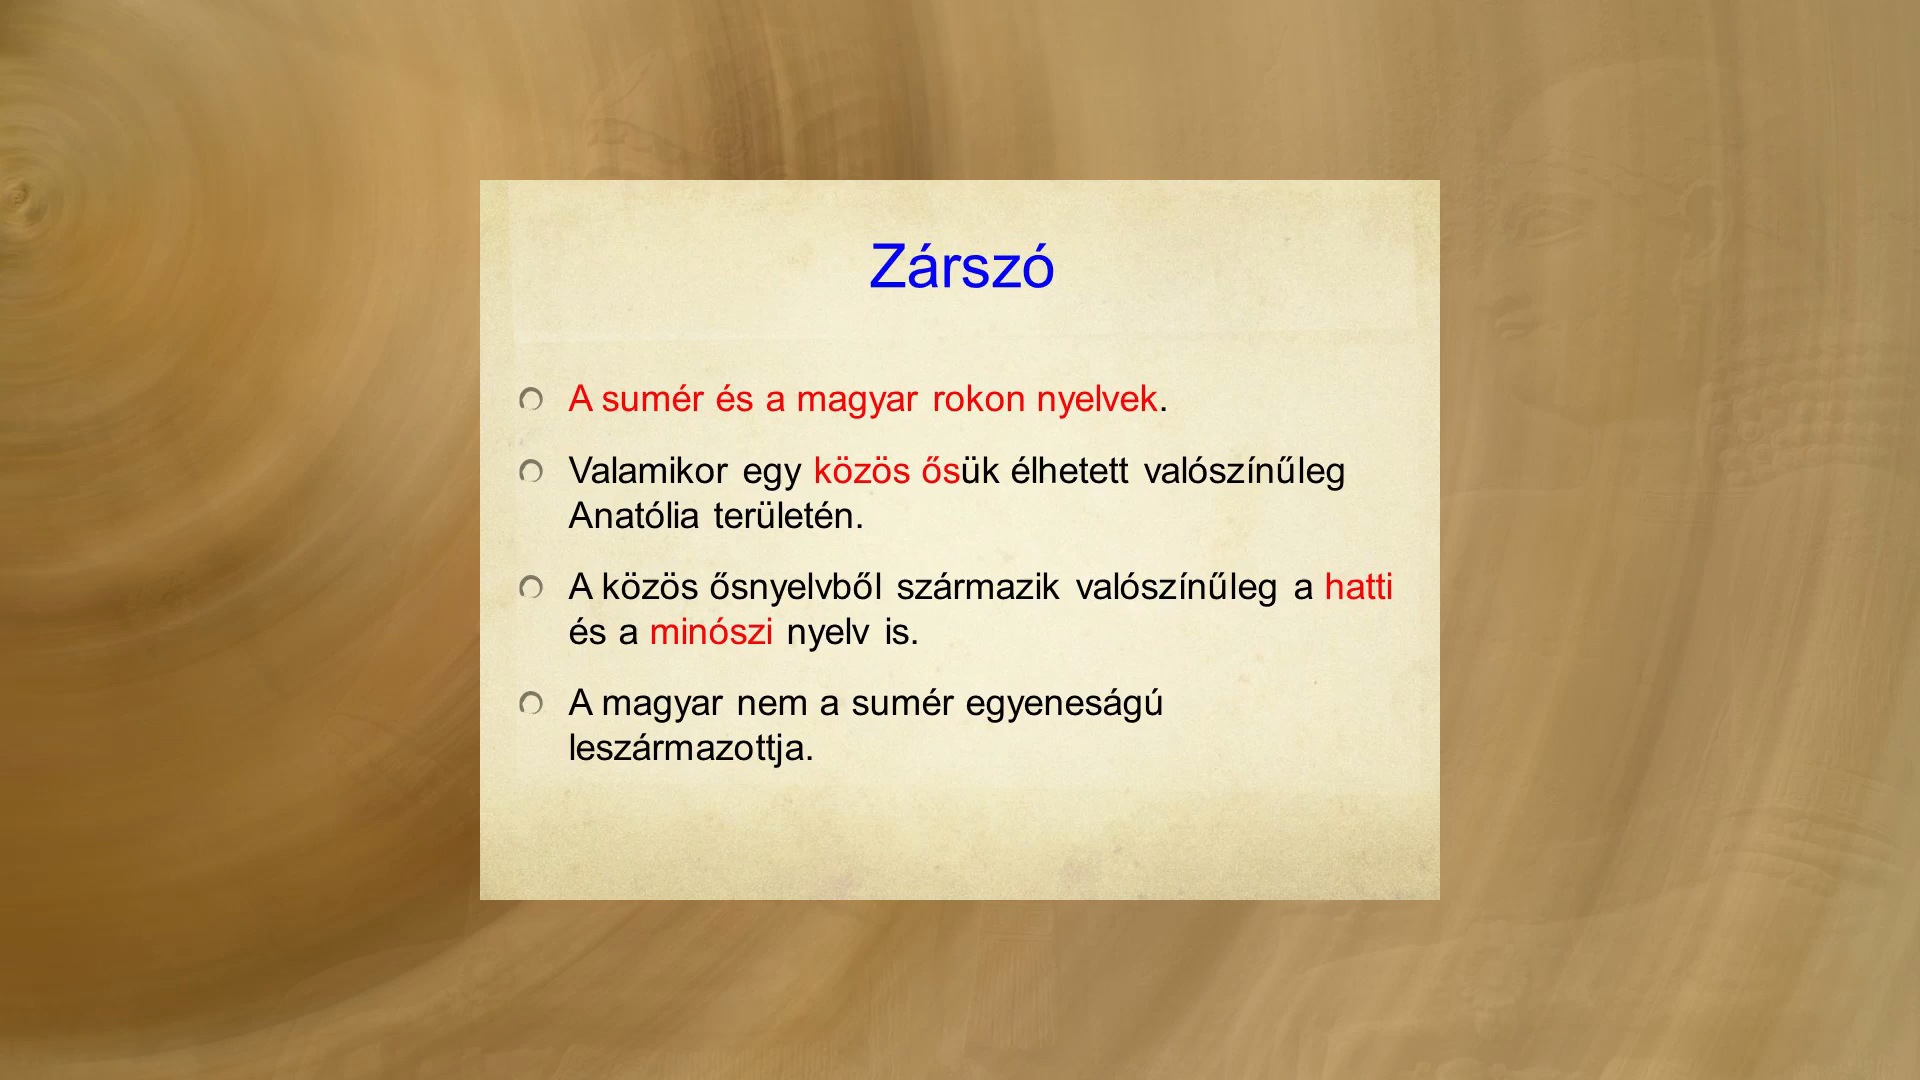 Zárszó
A sumér és a magyar rokon nyelvek.
Valamikor egy közös ősük élhetett valószínűleg
Anatólia területén.
A közös ősnyelvből származik valószínűleg a hatti
és a minószi nyelv is.
A magyar nem a sumér egyeneságú
leszármazottja.